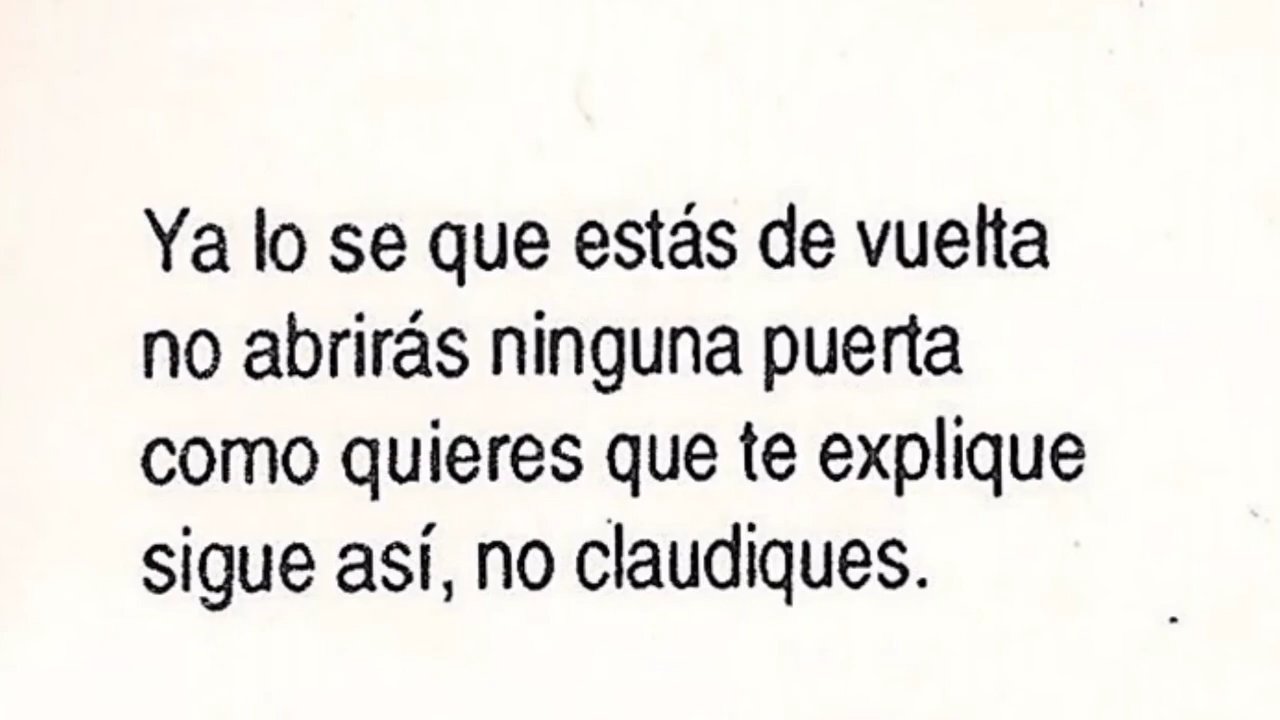 Ya lo se que estás de vuelta
no abrirás ninguna puerta
como quieres que te explique
sigue así, no claudiques.